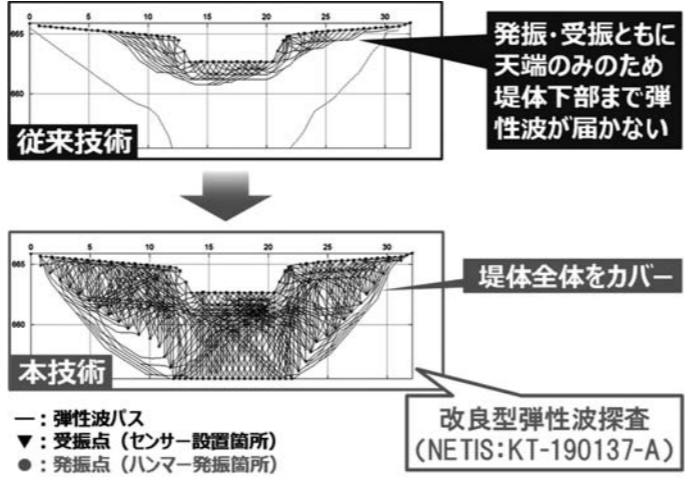 0 5 10 15 20 25 30
665
660
発振・受振ともに
天端のみのため
堤体下部まで弾
性波が届かない
従来技術
0 5 10 15 20 25 30
665
660
堤体全体をカバー
本技術
改良型弾性波探査
(NETIS:KT-190137-A)
ー：弾性波パス
▼：受振点（センサー設置箇所）
●：発振点（ハンマー発振箇所）